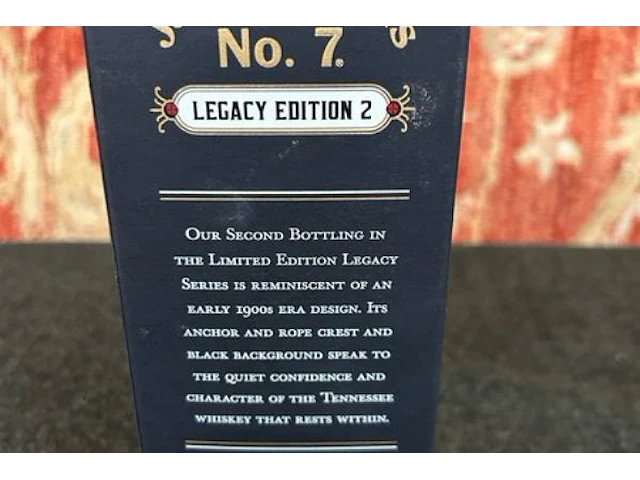 No. 7.
LEGACY EDITION 2
OUR SECOND BOTTLING IN
THE LIMITED EDITION LEGACY
SERIES IS REMINISCENT OF AN
EARLY 1900s ERA DESIGN. ITS
ANCHOR AND ROPE CREST AND
BLACK BACKGROUND SPEAK TO
THE QUIET CONFIDENCE AND
CHARACTER OF THE TENNESSEE
WHISKEY THAT RESTS WITHIN.